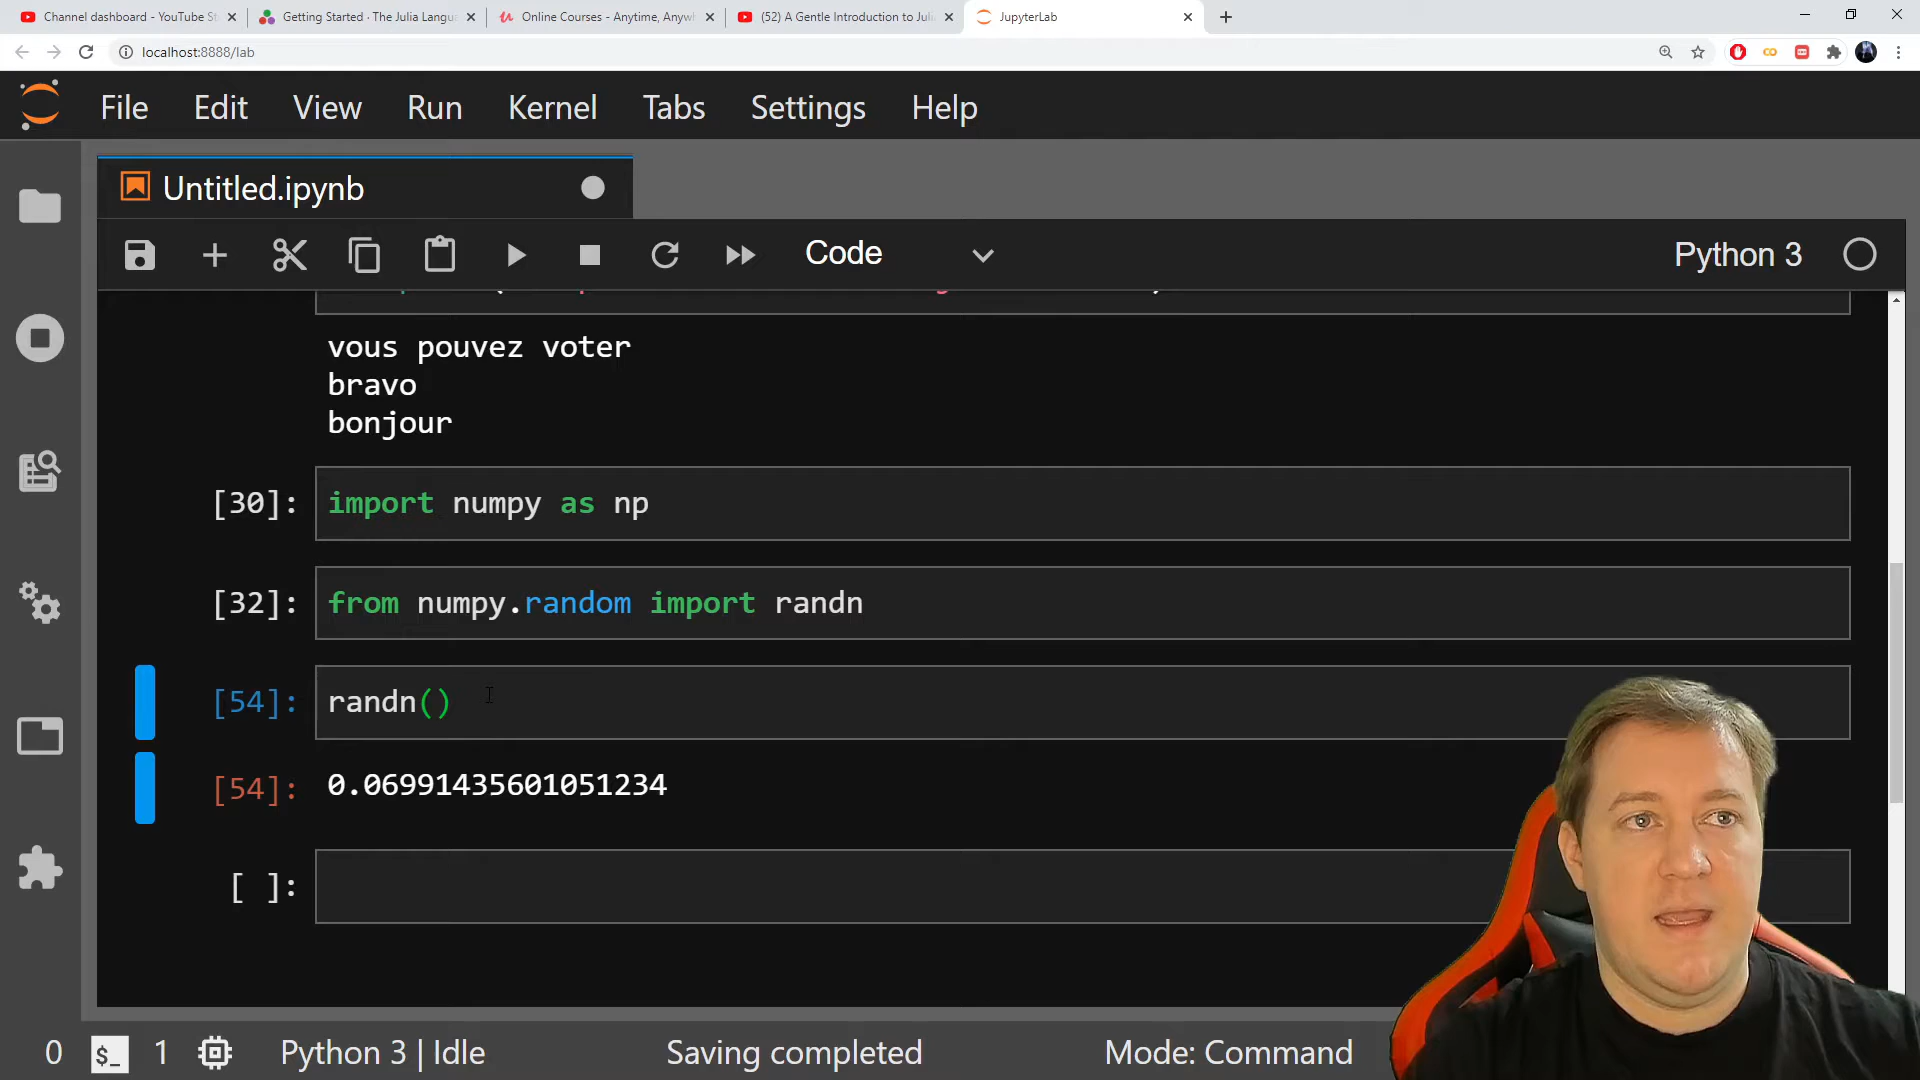 Channel dashboard - YouTube St
Getting Started · The Julia Langua
Online Courses - Anytime, Anywh
(52) A Gentle Introduction to Juli
JupyterLab
localhost:8888/lab
File Edit View Run Kernel Tabs Settings Help
Untitled.ipynb
Code
Python 3
vous pouvez voter
bravo
bonjour
[30]: import numpy as np
[32]: from numpy.random import randn
[54]: randn()
[54]: 0.06991435601051234
[ ]:
0 $_ 1 Python 3 | Idle Saving completed Mode: Command